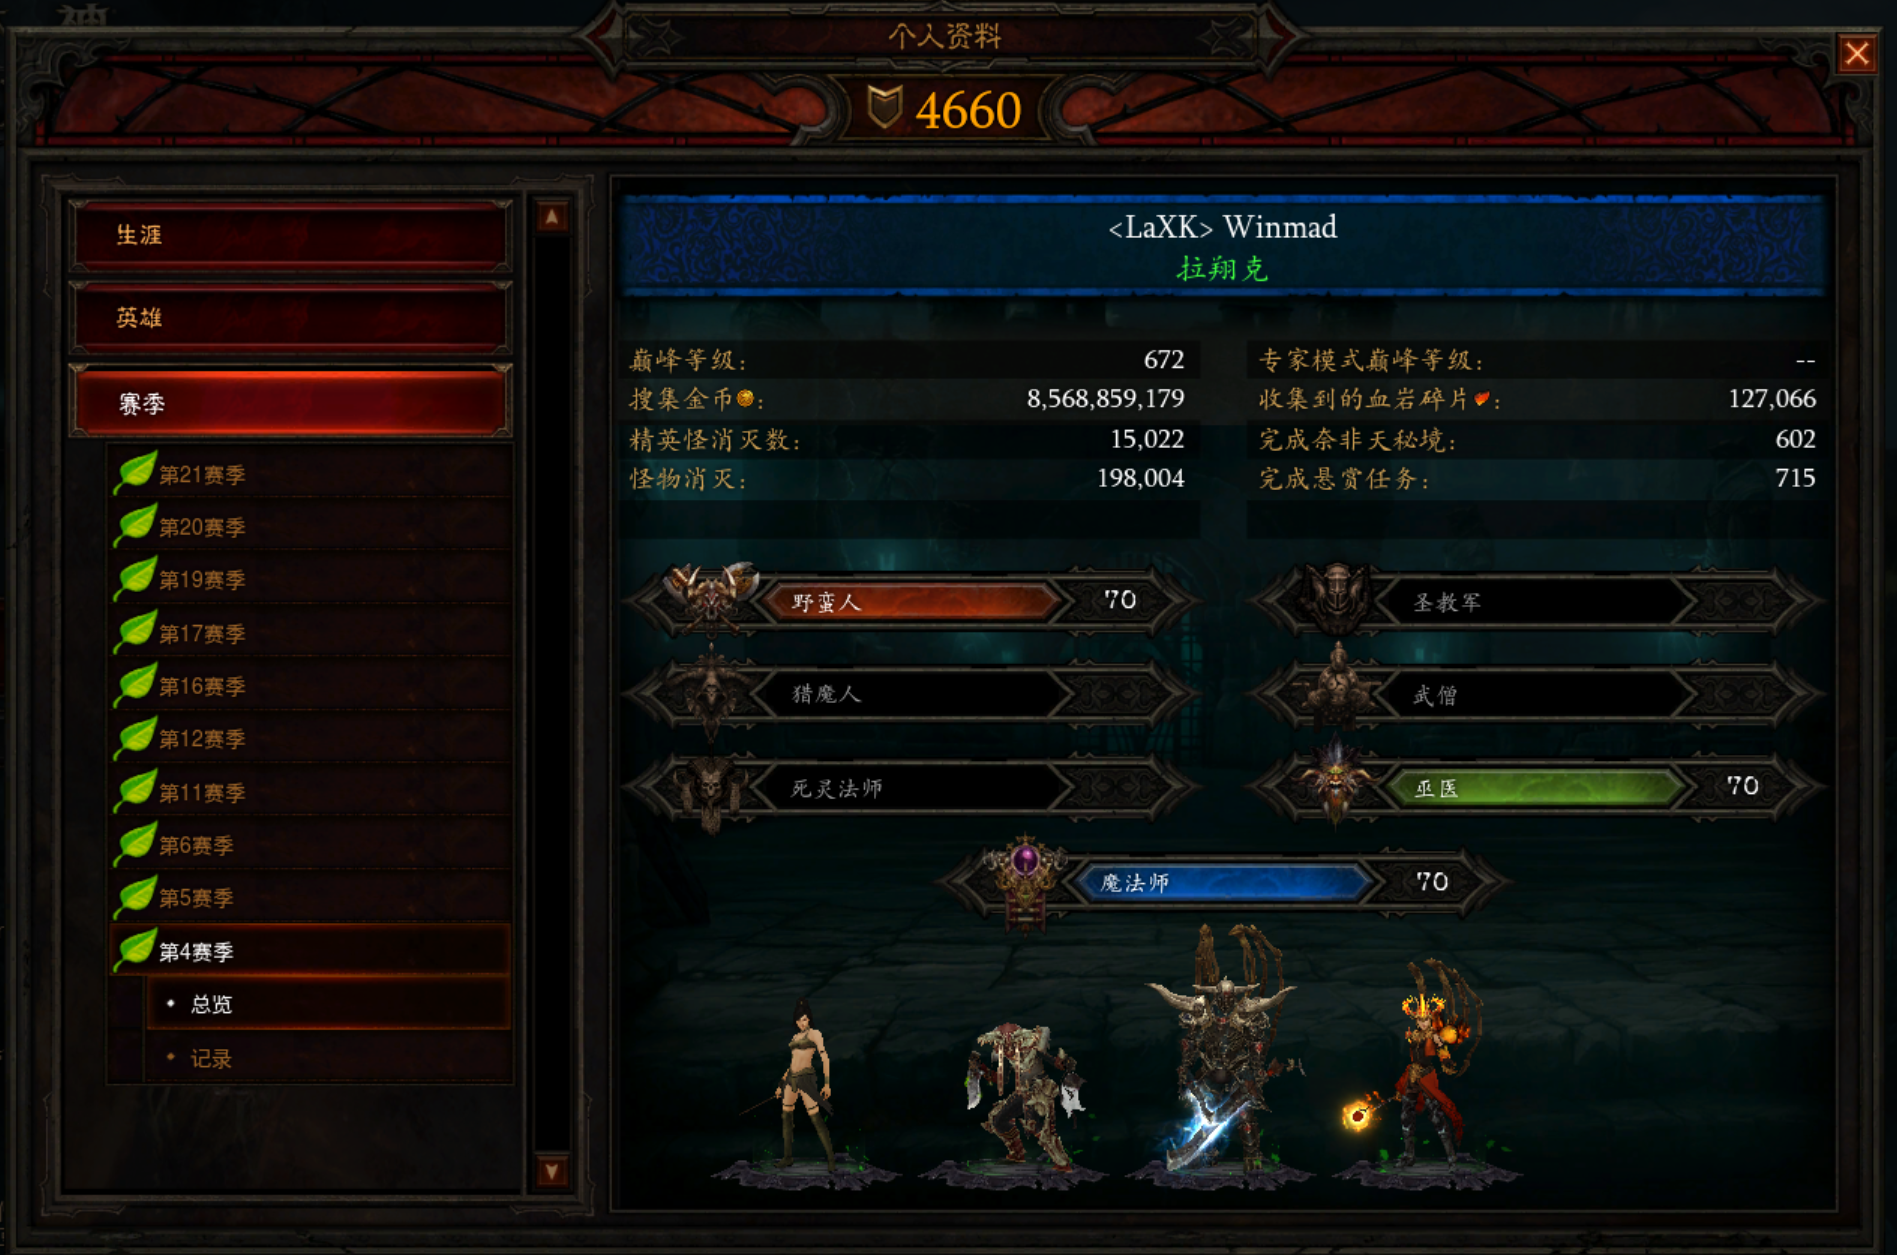 个人资料
4660
生涯
英雄
赛季
第21赛季
第20赛季
第19赛季
第17赛季
第16赛季
第12赛季
第11赛季
第6赛季
第5赛季
第4赛季
• 总览
• 记录
<LaXK> Winmad
拉翔克
巅峰等级: 672
专家模式巅峰等级: --
搜集金币: 8,568,859,179
收集到的血岩碎片: 127,066
精英怪消灭数: 15,022
完成奈非天秘境: 602
怪物消灭: 198,004
完成悬赏任务: 715
野蛮人 70
圣教军
猎魔人
武僧
死灵法师
巫医 70
魔法师 70